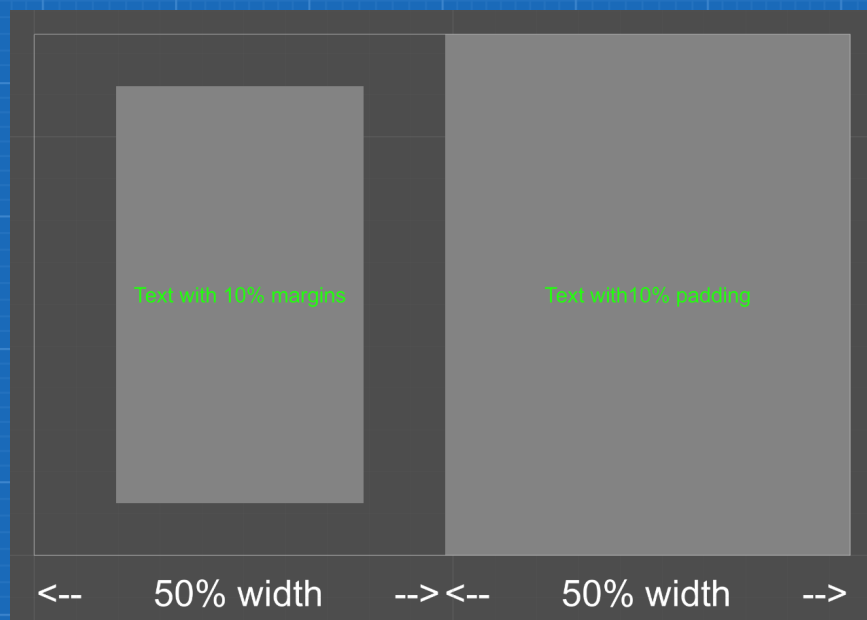 Text with 10% margins
Text with10% padding
<-- 50% width --> <-- 50% width -->